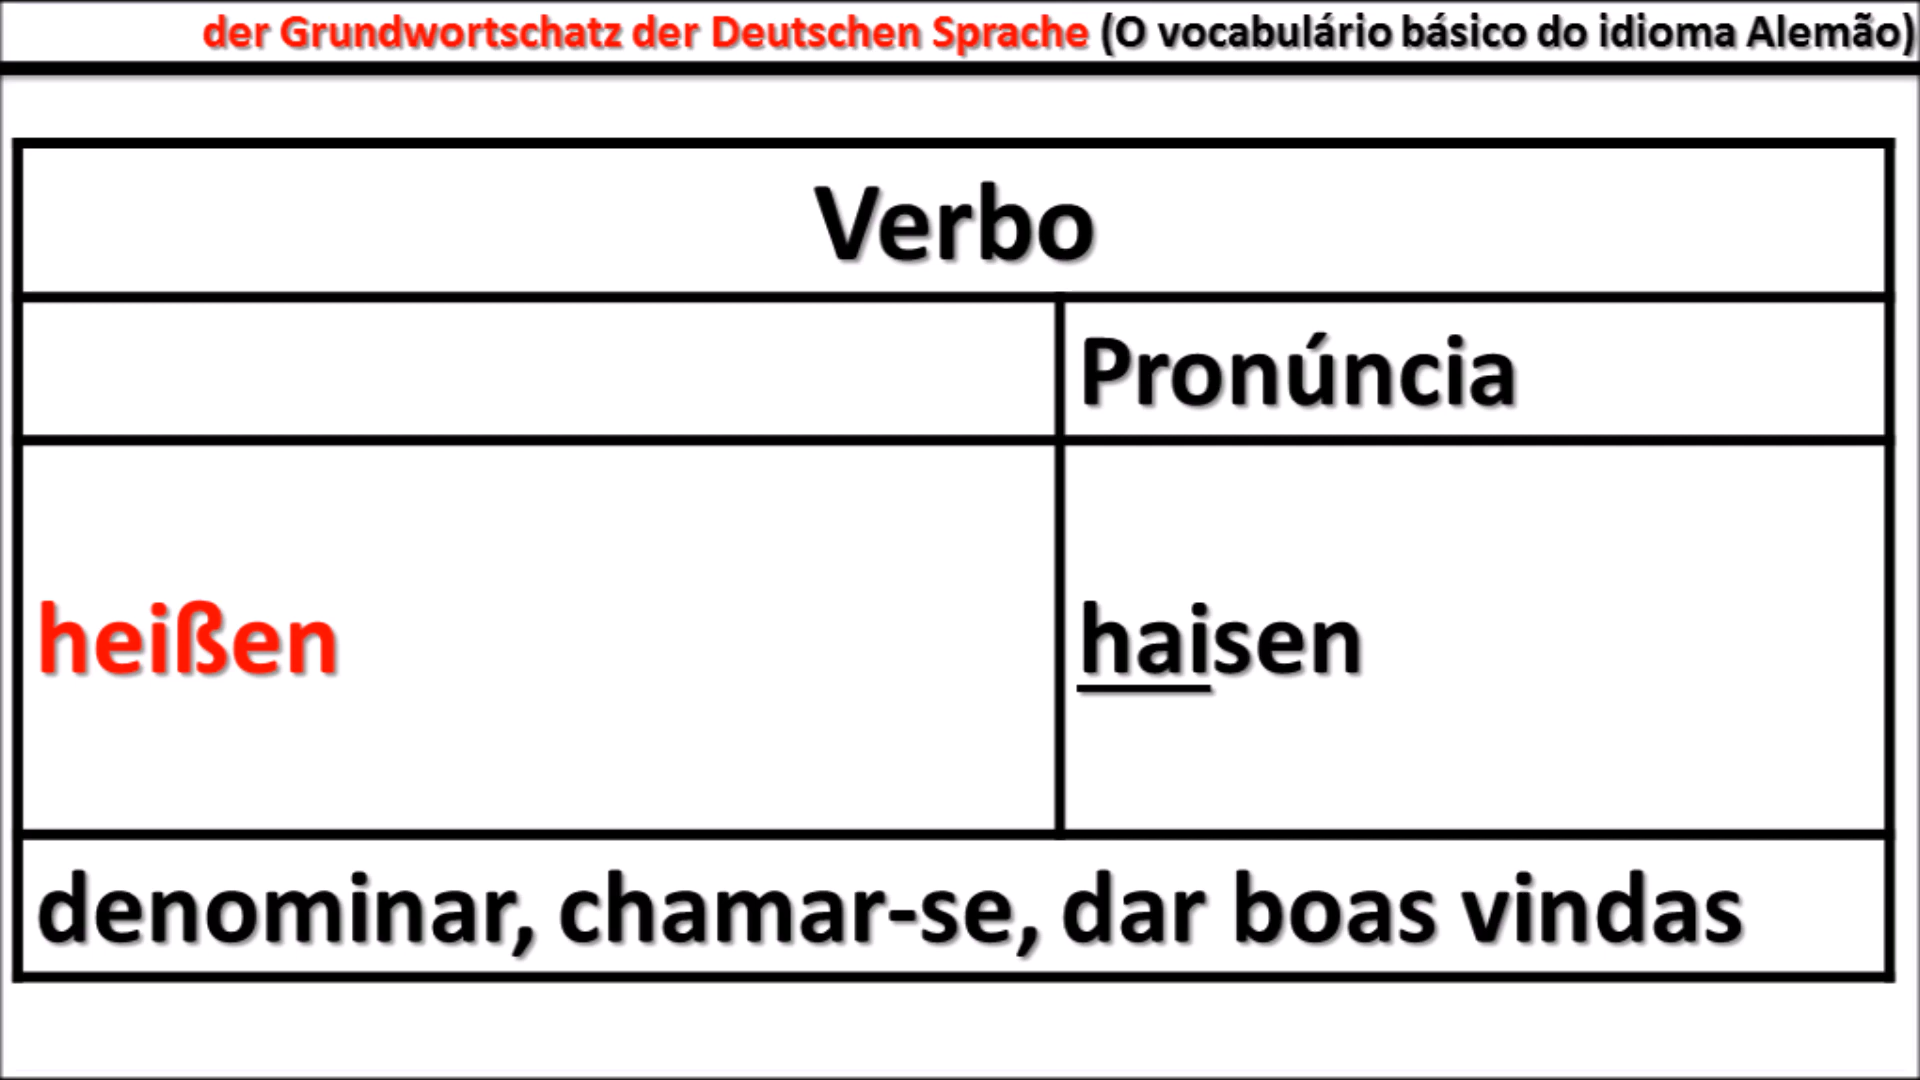 der Grundwortschatz der Deutschen Sprache (O vocabulário básico do idioma Alemão)
Verbo
Pronúncia
heißen haisen
denominar, chamar-se, dar boas vindas